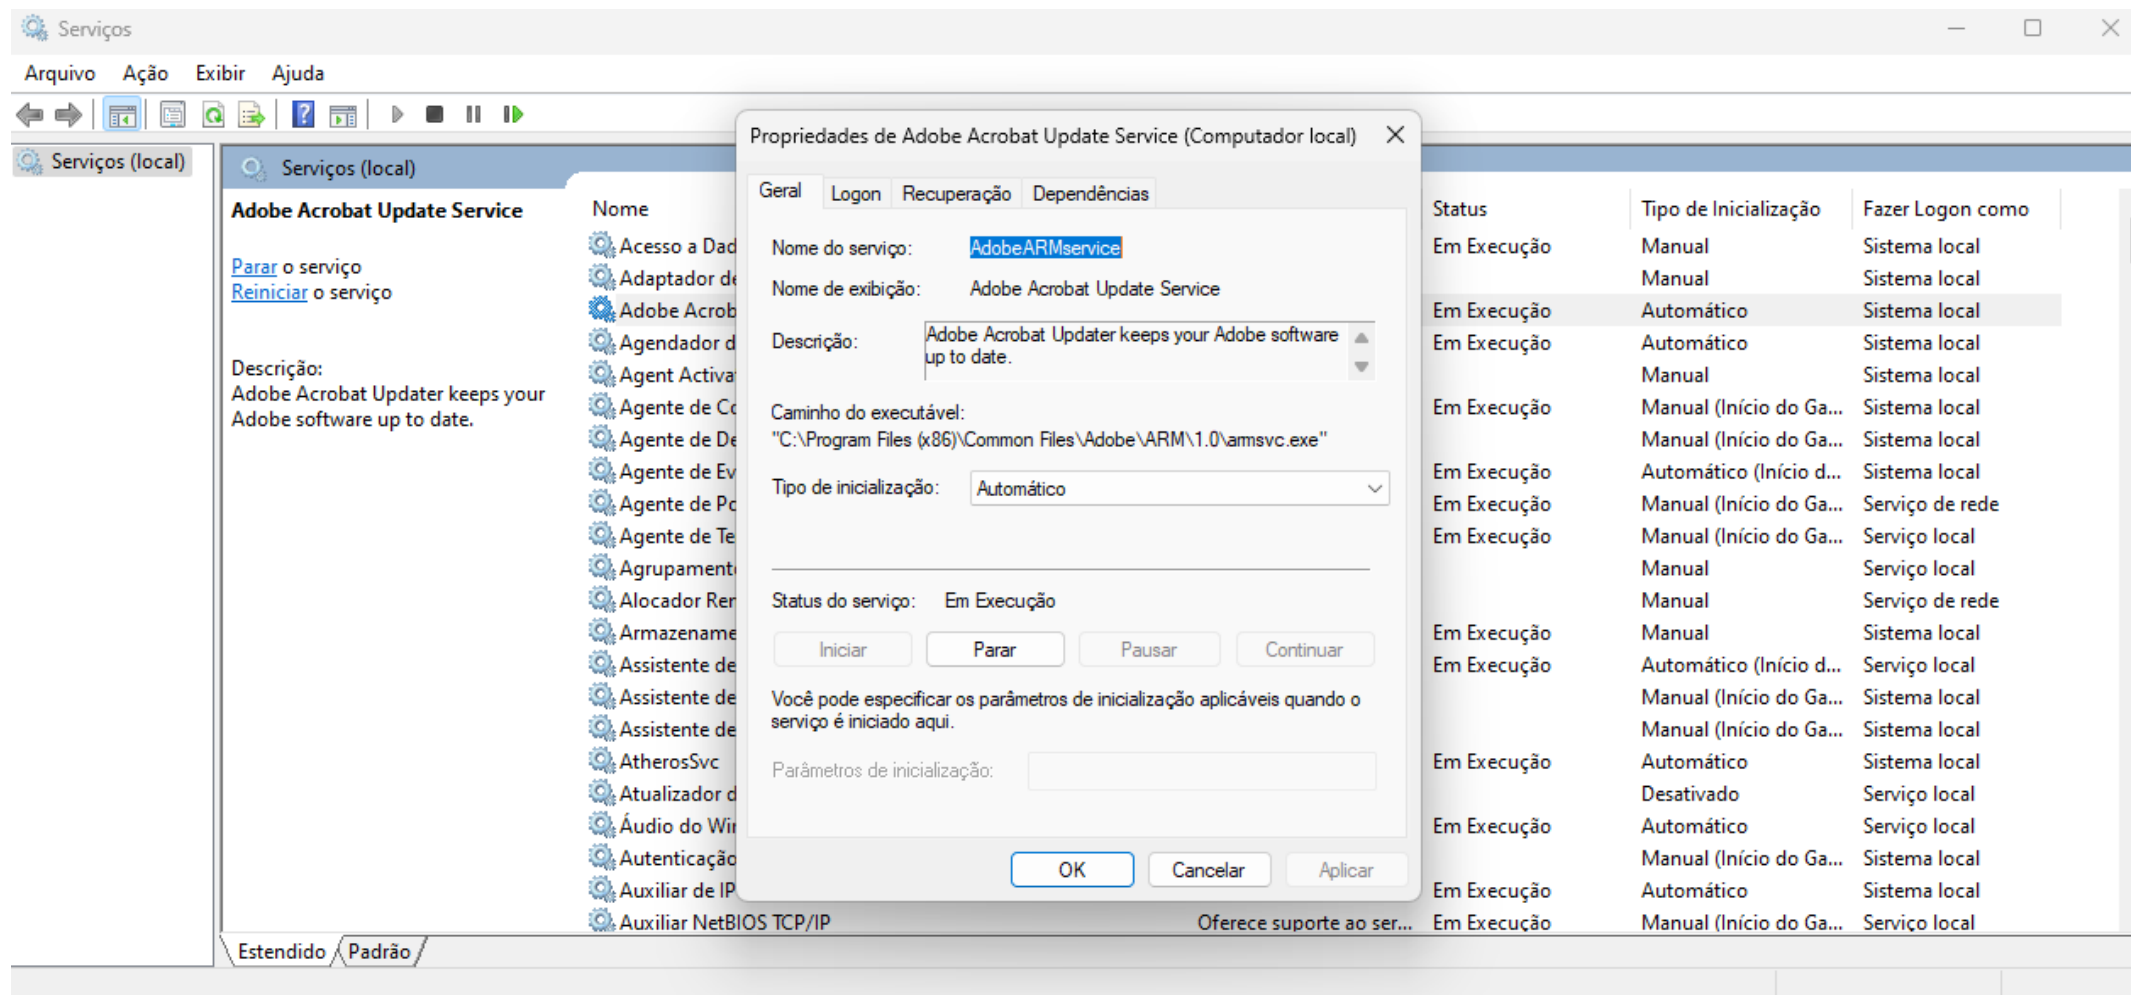 Serviços
Arquivo Ação Exibir Ajuda
Serviços (local)
Serviços (local)
Adobe Acrobat Update Service
Parar o serviço
Reiniciar o serviço
Descrição:
Adobe Acrobat Updater keeps your
Adobe software up to date.
Nome Status Tipo de Inicialização Fazer Logon como
Acesso a Dad Em Execução Manual Sistema local
Adaptador de Manual Sistema local
Adobe Acrob Em Execução Automático Sistema local
Agendador d Em Execução Automático Sistema local
Agent Activa Manual Sistema local
Agente de Co Em Execução Manual (Início do Ga... Sistema local
Agente de De Manual (Início do Ga... Sistema local
Agente de Ev Em Execução Automático (Início d... Sistema local
Agente de Po Em Execução Manual (Início do Ga... Serviço de rede
Agente de Te Em Execução Manual (Início do Ga... Serviço local
Agrupament Manual Serviço local
Alocador Rer Manual Serviço de rede
Armazename Em Execução Manual Sistema local
Assistente de Em Execução Automático (Início d... Serviço local
Assistente de Manual (Início do Ga... Sistema local
Assistente de Manual (Início do Ga... Sistema local
AtherosSvc Em Execução Automático Sistema local
Atualizador d Desativado Serviço local
Áudio do Wir Em Execução Automático Serviço local
Autenticação Manual (Início do Ga... Sistema local
Auxiliar de IP Em Execução Automático Sistema local
Auxiliar NetBIOS TCP/IP Oferece suporte ao ser... Em Execução Manual (Início do Ga... Serviço local
Estendido Padrão
Propriedades de Adobe Acrobat Update Service (Computador local)
Geral Logon Recuperação Dependências
Nome do serviço: AdobeARMservice
Nome de exibição: Adobe Acrobat Update Service
Descrição: Adobe Acrobat Updater keeps your Adobe software
up to date.
Caminho do executável:
"C:\Program Files (x86)\Common Files\Adobe\ARM\1.0\armsvc.exe"
Tipo de inicialização: Automático
Status do serviço: Em Execução
Iniciar Parar Pausar Continuar
Você pode especificar os parâmetros de inicialização aplicáveis quando o
serviço é iniciado aqui.
Parâmetros de inicialização:
OK Cancelar Aplicar